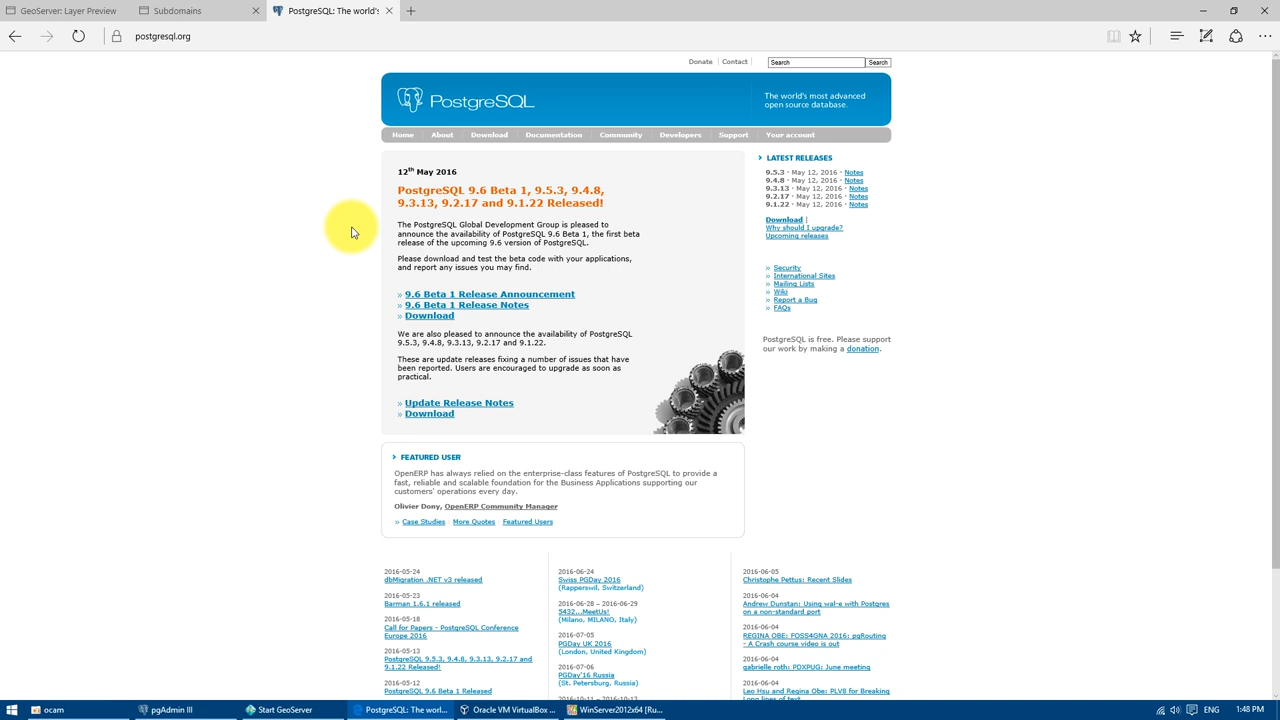 GeoServer: Layer Preview
Subdomains
PostgreSQL: The world's
postgresql.org
Donate
Contact
Search
Search
PostgreSQL
The world's most advanced
open source database.
Home
About
Download
Documentation
Community
Developers
Support
Your account
12th May 2016
PostgreSQL 9.6 Beta 1, 9.5.3, 9.4.8,
9.3.13, 9.2.17 and 9.1.22 Released!
The PostgreSQL Global Development Group is pleased to
announce the availability of PostgreSQL 9.6 Beta 1, the first beta
release of the upcoming 9.6 version of PostgreSQL.
Please download and test the beta code with your applications,
and report any issues you may find.
» 9.6 Beta 1 Release Announcement
» 9.6 Beta 1 Release Notes
» Download
We are also pleased to announce the availability of PostgreSQL
9.5.3, 9.4.8, 9.3.13, 9.2.17 and 9.1.22.
These are update releases fixing a number of issues that have
been reported. Users are encouraged to upgrade as soon as
practical.
» Update Release Notes
» Download
LATEST RELEASES
9.5.3 · May 12, 2016 · Notes
9.4.8 · May 12, 2016 · Notes
9.3.13 · May 12, 2016 · Notes
9.2.17 · May 12, 2016 · Notes
9.1.22 · May 12, 2016 · Notes
Download |
Why should I upgrade?
Upcoming releases
» Security
» International Sites
» Mailing Lists
» Wiki
» Report a Bug
» FAQs
PostgreSQL is free. Please support
our work by making a donation.
FEATURED USER
OpenERP has always relied on the enterprise-class features of PostgreSQL to provide a
fast, reliable and scalable foundation for the Business Applications supporting our
customers' operations every day.
Olivier Dony, OpenERP Community Manager
» Case Studies | More Quotes | Featured Users
2016-05-24
dbMigration .NET v3 released
2016-05-23
Barman 1.6.1 released
2016-05-18
Call for Papers - PostgreSQL Conference
Europe 2016
2016-05-13
PostgreSQL 9.5.3, 9.4.8, 9.3.13, 9.2.17 and
9.1.22 Released!
2016-05-12
PostgreSQL 9.6 Beta 1 Released
2016-06-24
Swiss PGDay 2016
(Rapperswil, Switzerland)
2016-06-28 – 2016-06-29
5432...MeetUs!
(Milano, MILANO, Italy)
2016-07-05
PGDay UK 2016
(London, United Kingdom)
2016-07-06
PGDay'16 Russia
(St. Petersburg, Russia)
2016-10-11 – 2016-10-13
2016-06-05
Christophe Pettus: Recent Slides
2016-06-04
Andrew Dunstan: Using wal-e with Postgres
on a non-standard port
2016-06-04
REGINA OBE: FOSS4GNA 2016: pgRouting
- A Crash course video is out
2016-06-04
gabrielle roth: PDXPUG: June meeting
2016-06-04
Leo Hsu and Regina Obe: PLV8 for Breaking
Long lines of text
ocam
pgAdmin III
Start GeoServer
PostgreSQL: The worl...
Oracle VM VirtualBox ...
WinServer2012x64 [Ru...
ENG
1:48 PM